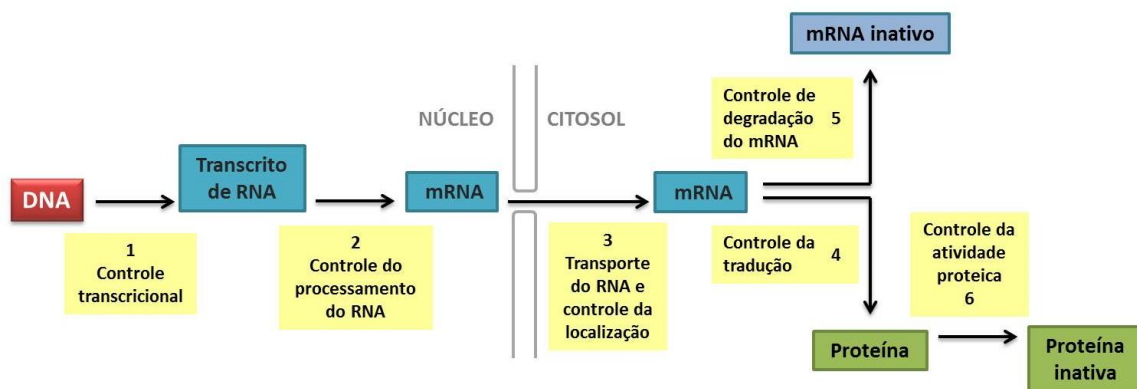 mRNA inativo
Controle de
degradação 5
do mRNA
NÚCLEO
CITOSOL
DNA
Transcrito
de RNA
mRNA
mRNA
1
Controle
transcricional
2
Controle do
processamento
do RNA
3
Transporte
do RNA e
controle da
localização
Controle da
tradução 4
Controle da
atividade
proteica
6
Proteína
Proteína
inativa